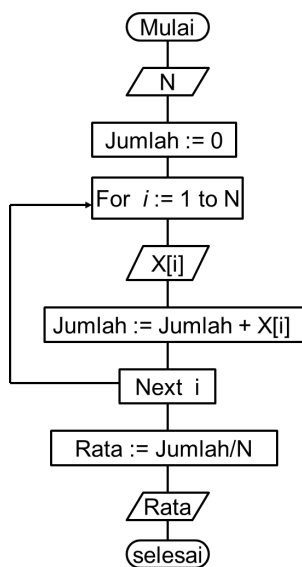 Mulai
N
Jumlah := 0
For i := 1 to N
X[i]
Jumlah := Jumlah + X[i]
Next i
Rata := Jumlah/N
Rata
selesai